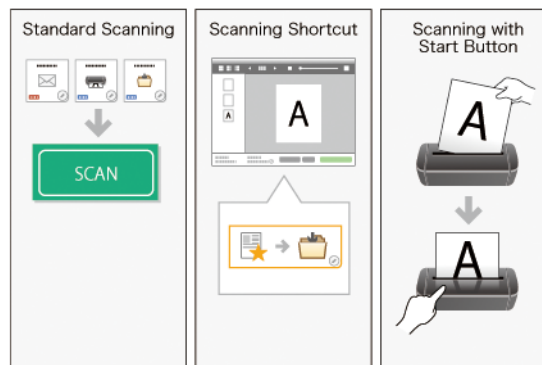 Standard Scanning
SCAN
Scanning Shortcut
A
A
Scanning with
Start Button
A
A